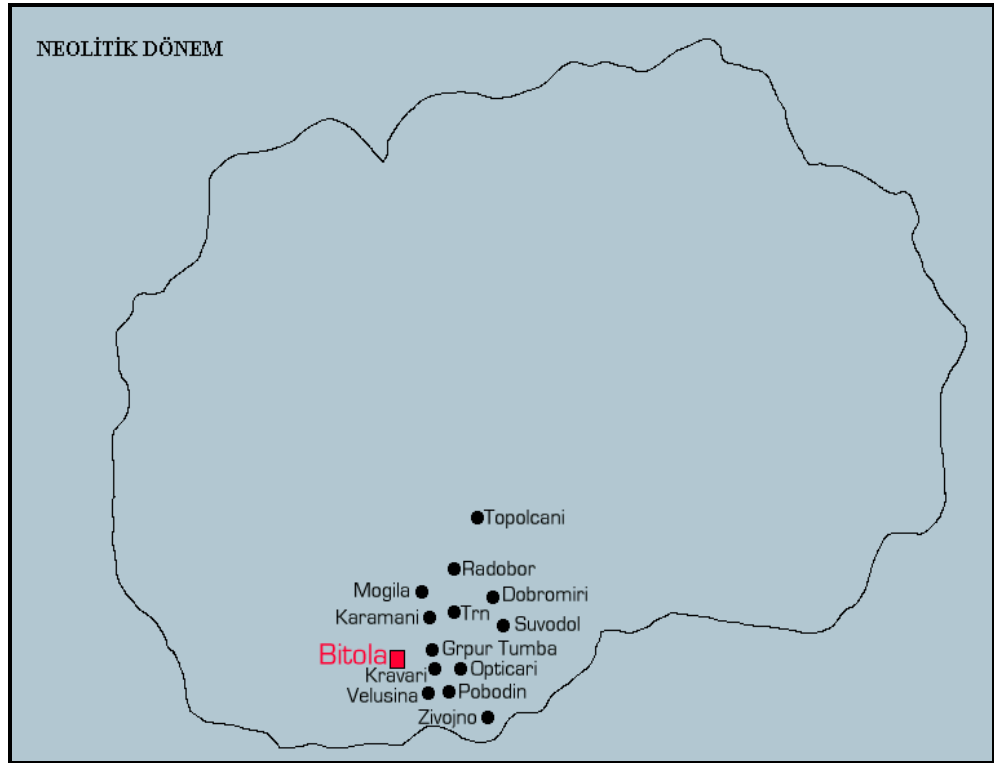 NEOLİTİK DÖNEM
Topolcani
Radobor
Mogila
Dobromiri
Trn
Karamani
Suvodol
Grpur Tumba
Bitola
Opticari
Kravari
Pobodin
Velusina
Zivojno